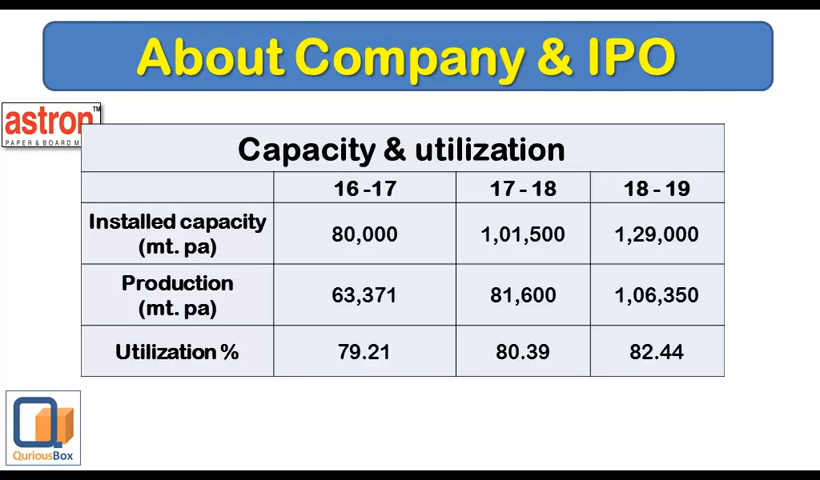 About Company & IPO
astron™
PAPER & BOARD M
Capacity & utilization
16 -17 17 - 18 18 - 19
Installed capacity
(mt. pa) 80,000 1,01,500 1,29,000
Production
(mt. pa) 63,371 81,600 1,06,350
Utilization % 79.21 80.39 82.44
QuriousBox